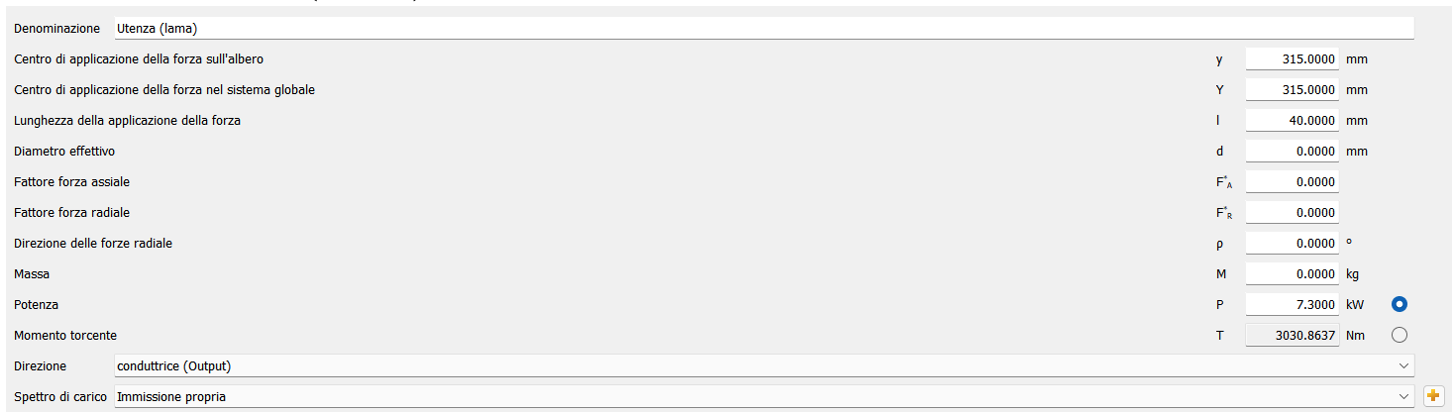 Denominazione Utenza (lama)
Centro di applicazione della forza sull'albero y 315.0000 mm
Centro di applicazione della forza nel sistema globale Y 315.0000 mm
Lunghezza della applicazione della forza l 40.0000 mm
Diametro effettivo d 0.0000 mm
Fattore forza assiale F*A 0.0000
Fattore forza radiale F*R 0.0000
Direzione delle forze radiale ρ 0.0000 °
Massa M 0.0000 kg
Potenza P 7.3000 kW
Momento torcente T 3030.8637 Nm
Direzione conduttrice (Output)
Spettro di carico Immissione propria